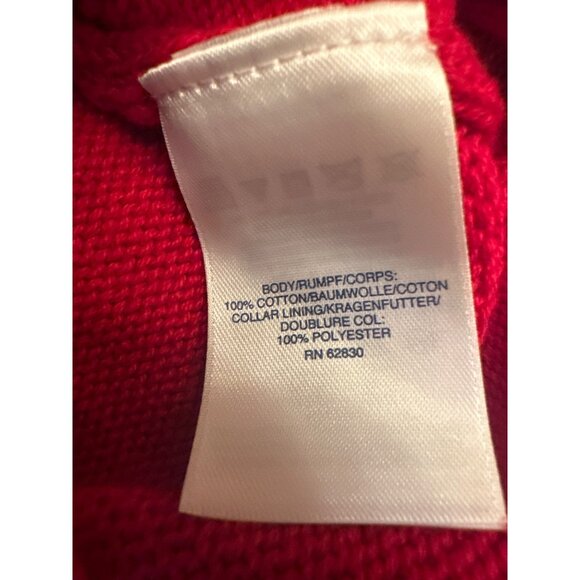 BODY/RUMPF/CORPS:
100% COTTON/BAUMWOLLE/COTON
COLLAR LINING/KRAGENFUTTER/
DOUBLURE COL:
100% POLYESTER
RN 62830